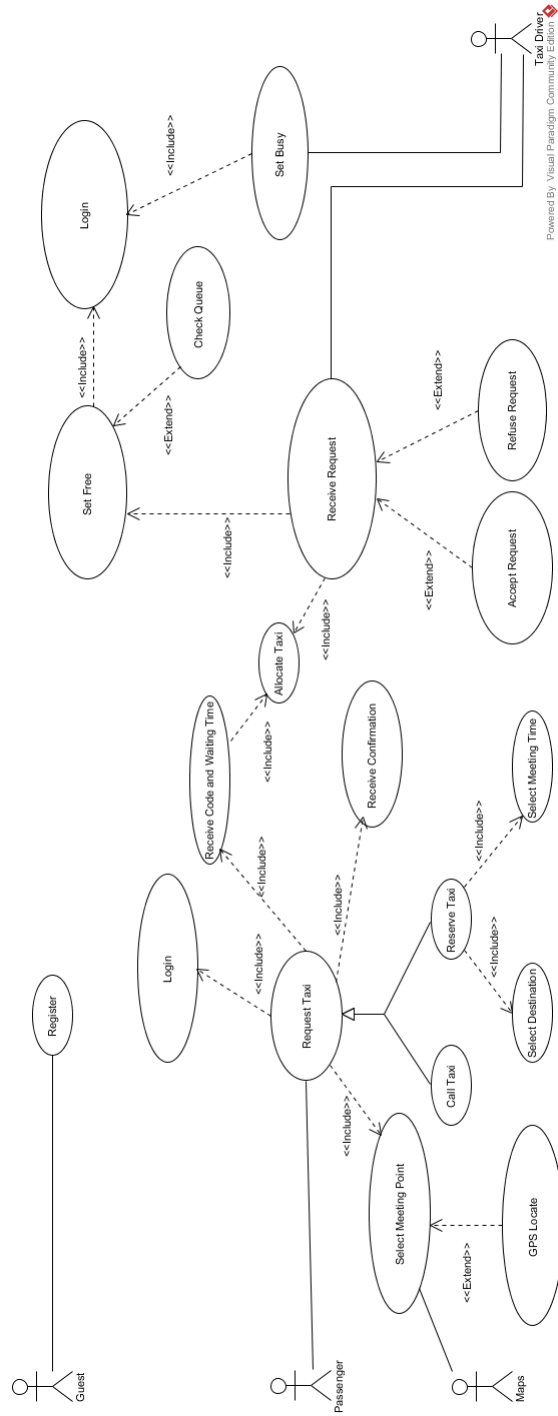 Guest
Register
Login
<<Include>>
Receive Code and Waiting Time
<<Include>>
<<Include>>
Allocate Taxi
<<Include>>
Passenger
Request Taxi
<<Include>>
Receive Confirmation
<<Include>>
Select Meeting Point
Call Taxi
Reserve Taxi
<<Include>>
<<Include>>
Select Destination
Select Meeting Time
Maps
<<Extend>>
GPS Locate
Login
<<Include>>
<<Include>>
Set Free
<<Extend>>
Check Queue
Set Busy
<<Include>>
Receive Request
<<Extend>>
<<Extend>>
Accept Request
Refuse Request
Taxi Driver
Powered By Visual Paradigm Community Edition